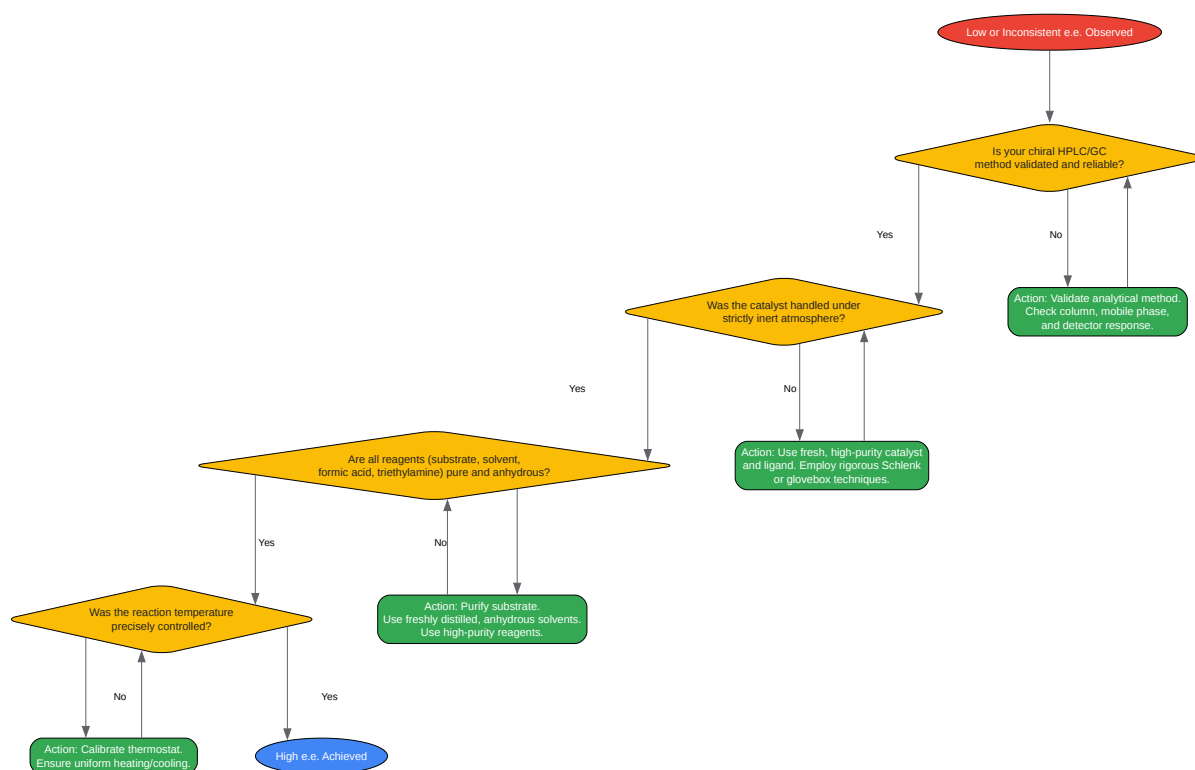 Low or Inconsistent e.e. Observed
Is your chiral HPLC/GC
method validated and reliable?
Yes
No
Action: Validate analytical method.
Check column, mobile phase,
and detector response.
Was the catalyst handled under
strictly inert atmosphere?
Yes
No
Action: Use fresh, high-purity catalyst
and ligand. Employ rigorous Schlenk
or glovebox techniques.
Are all reagents (substrate, solvent,
formic acid, triethylamine) pure and anhydrous?
Yes
No
Action: Purify substrate.
Use freshly distilled, anhydrous solvents.
Use high-purity reagents.
Was the reaction temperature
precisely controlled?
No
Yes
Action: Calibrate thermostat.
Ensure uniform heating/cooling.
High e.e. Achieved